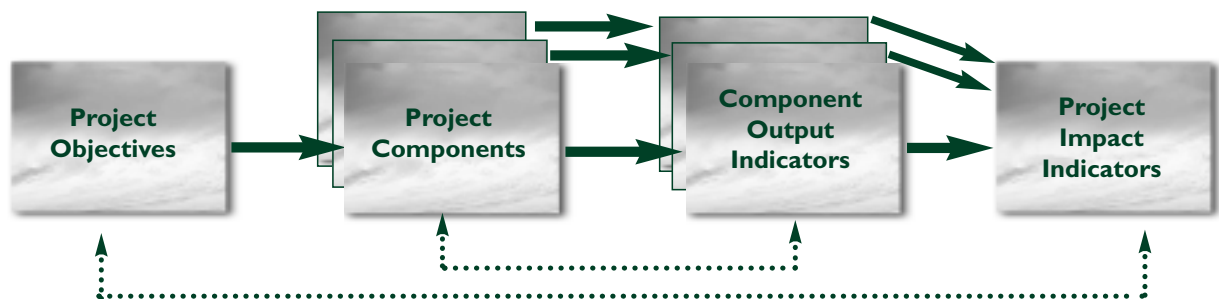 Project
Objectives
Project
Components
Component
Output
Indicators
Project
Impact
Indicators